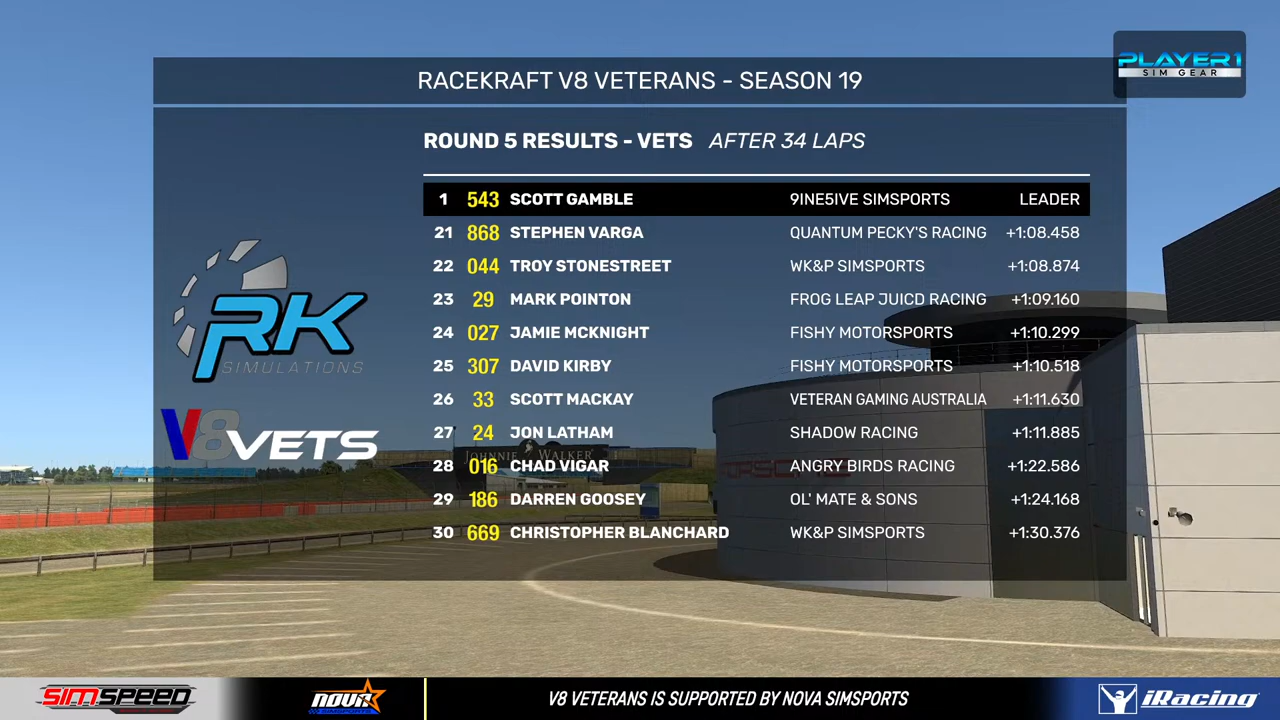 PLAYER1
SIM GEAR
RACEKRAFT V8 VETERANS - SEASON 19
ROUND 5 RESULTS - VETS AFTER 34 LAPS
1 543 SCOTT GAMBLE 9INE5IVE SIMSPORTS LEADER
21 868 STEPHEN VARGA QUANTUM PECKY'S RACING +1:08.458
22 044 TROY STONESTREET WK&P SIMSPORTS +1:08.874
23 29 MARK POINTON FROG LEAP JUICD RACING +1:09.160
24 027 JAMIE MCKNIGHT FISHY MOTORSPORTS +1:10.299
25 307 DAVID KIRBY FISHY MOTORSPORTS +1:10.518
26 33 SCOTT MACKAY VETERAN GAMING AUSTRALIA +1:11.630
27 24 JON LATHAM SHADOW RACING +1:11.885
28 016 CHAD VIGAR ANGRY BIRDS RACING +1:22.586
29 186 DARREN GOOSEY OL' MATE & SONS +1:24.168
30 669 CHRISTOPHER BLANCHARD WK&P SIMSPORTS +1:30.376
RK
SIMULATIONS
V8VETS
JOHNNIE WALKER
PORSCHE
SIMSPEED
NOVA
SIMSPORTS
V8 VETERANS IS SUPPORTED BY NOVA SIMSPORTS
iRacing